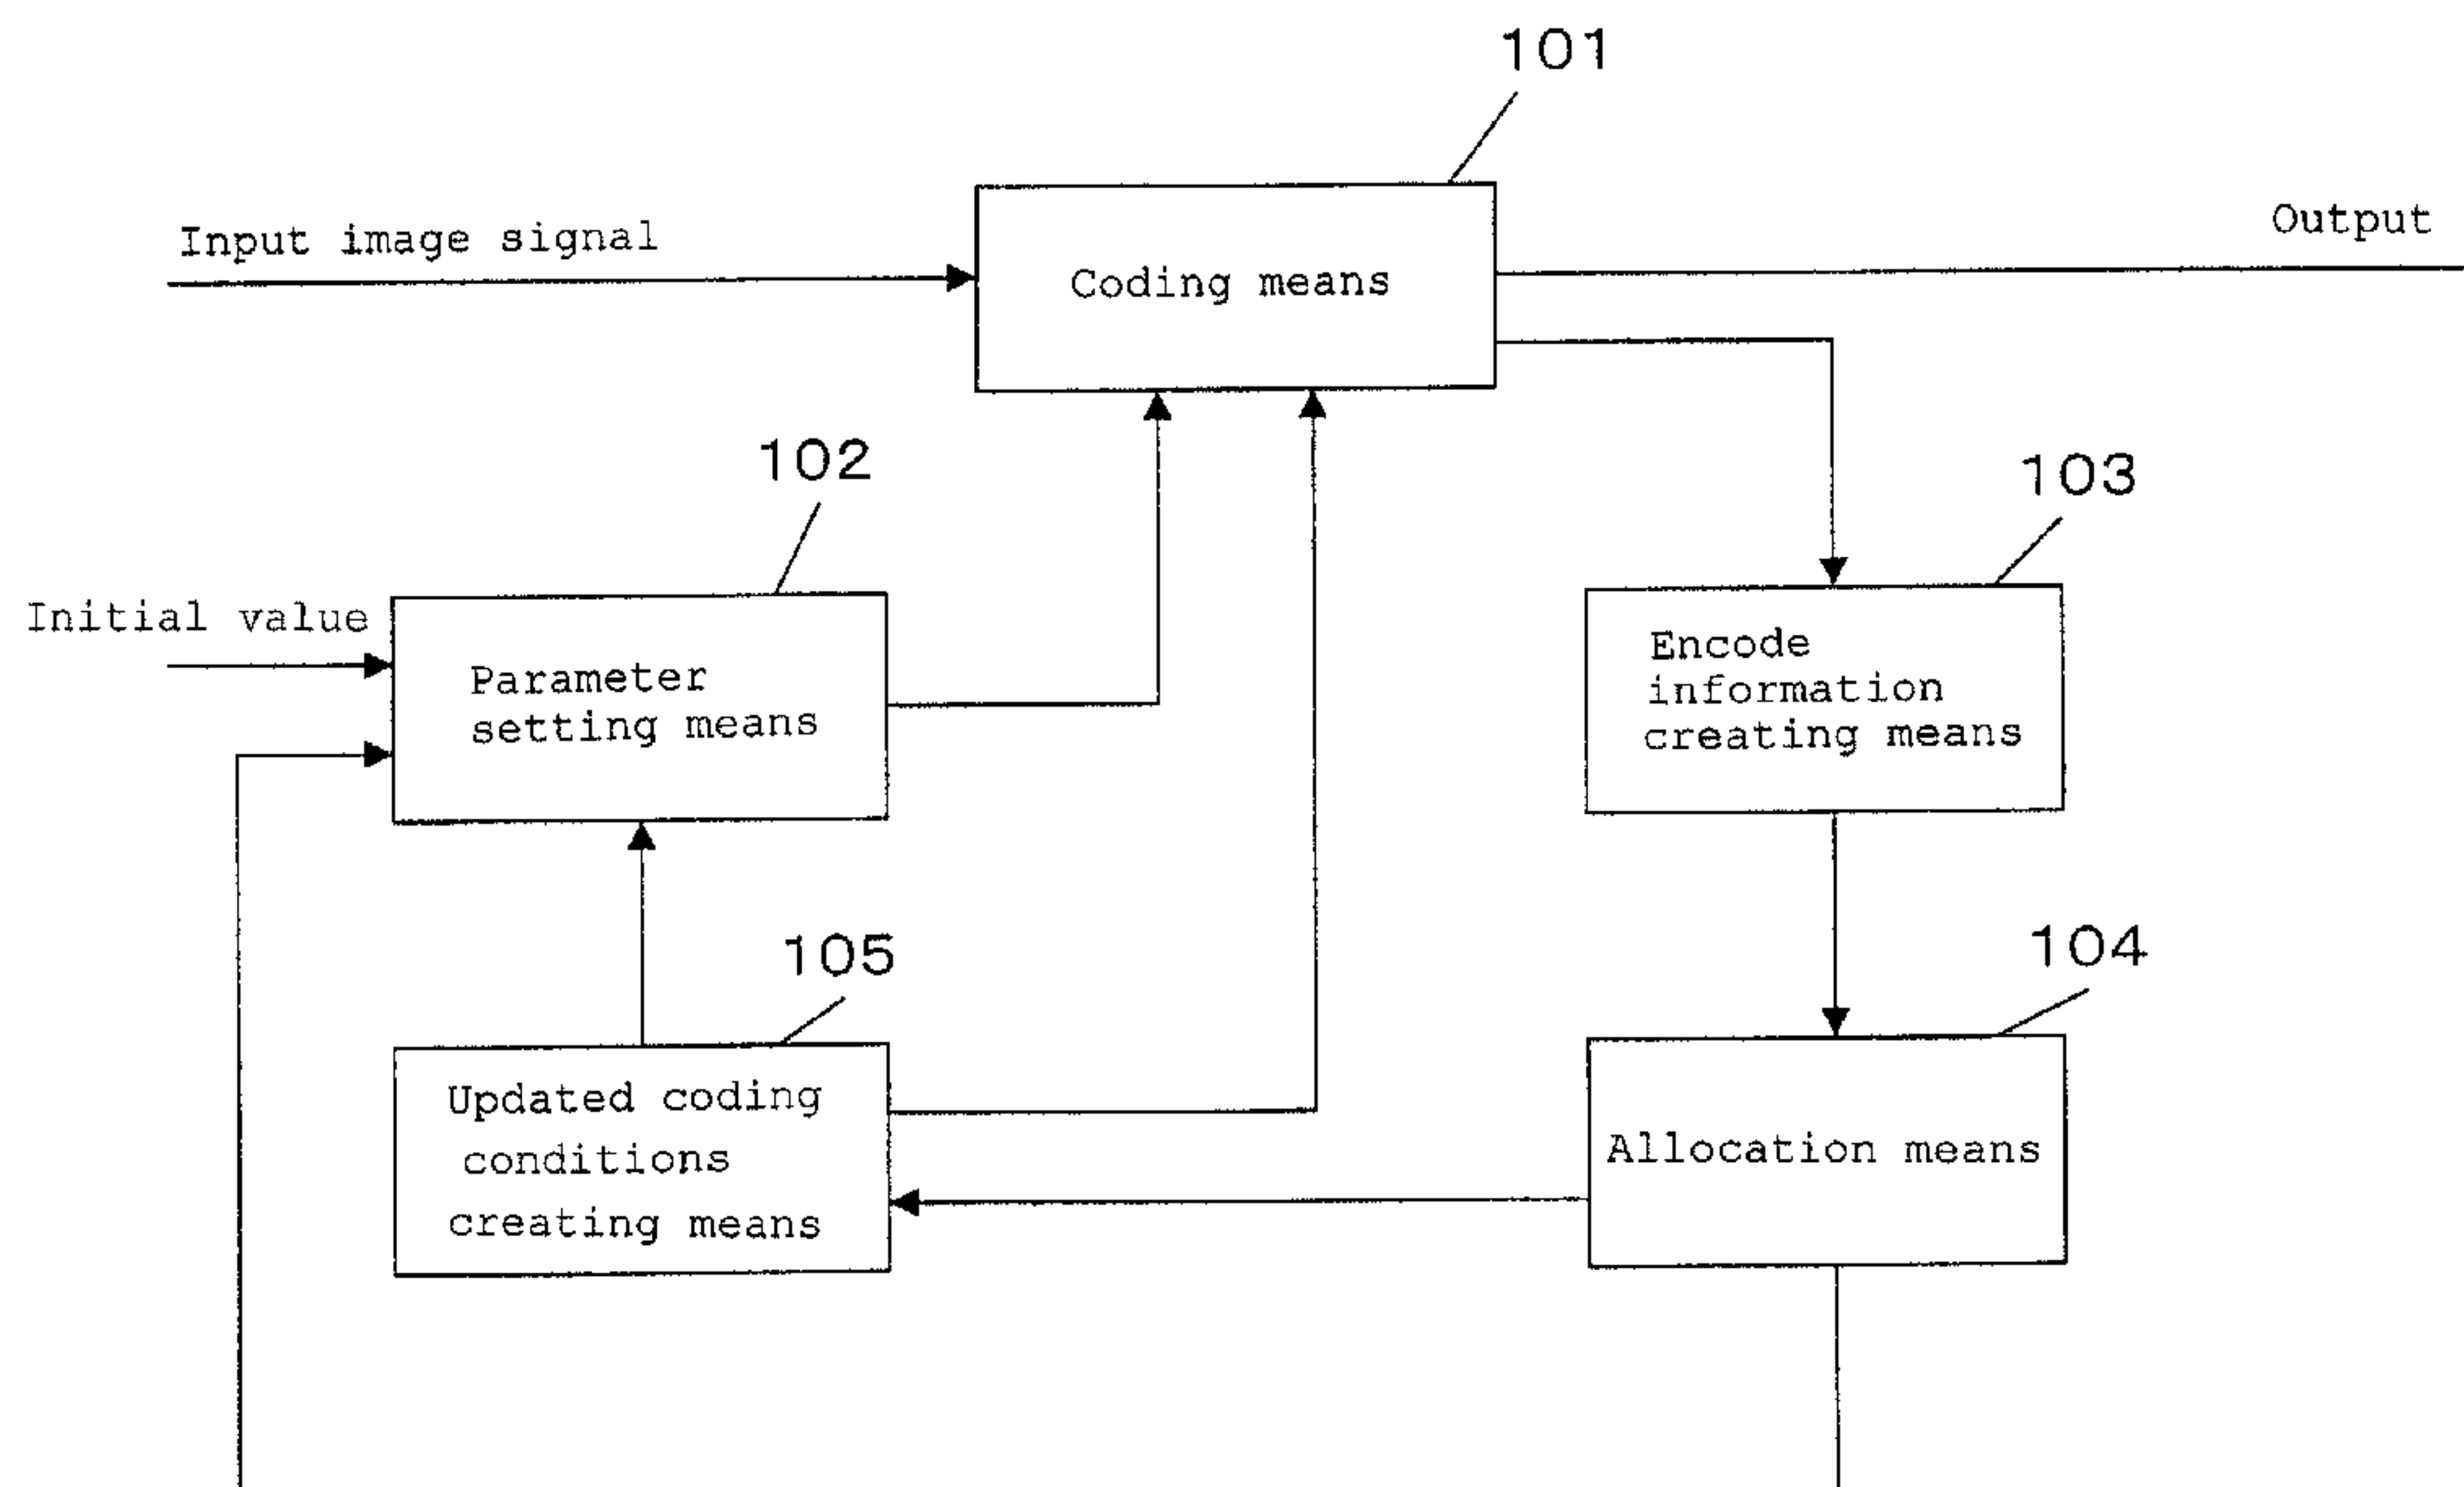 101
Output
Input image signal
Coding means
102
103
Initial value
Parameter
setting means
Encode
information
creating means
105
104
Updated coding
conditions
creating means
Allocation means